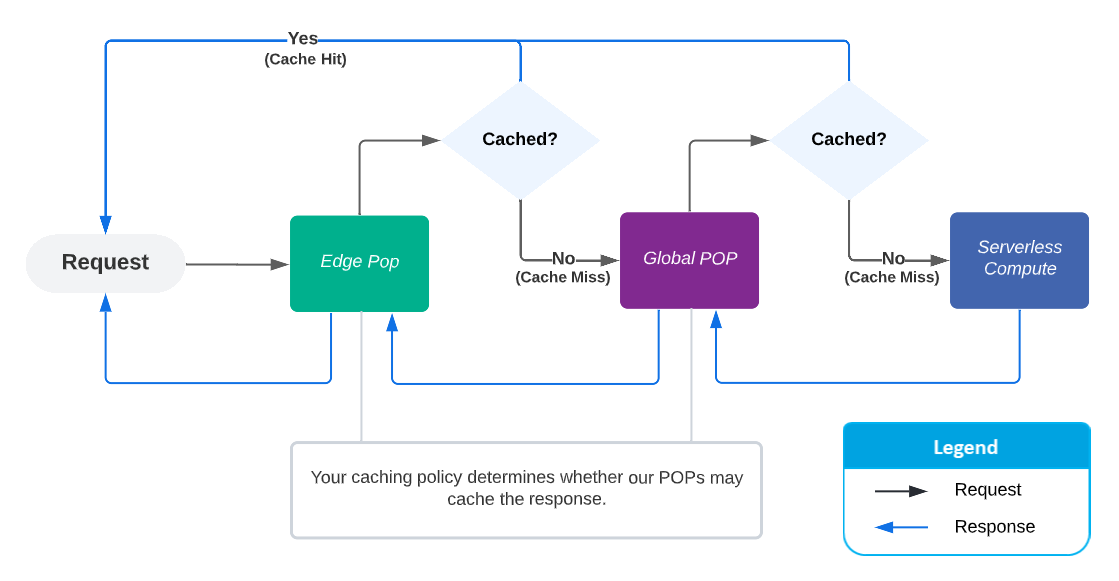 Yes
(Cache Hit)
Cached?
Cached?
Request
Edge Pop
No
(Cache Miss)
Global POP
No
(Cache Miss)
Serverless
Compute
Your caching policy determines whether our POPs may
cache the response.
Legend
Request
Response